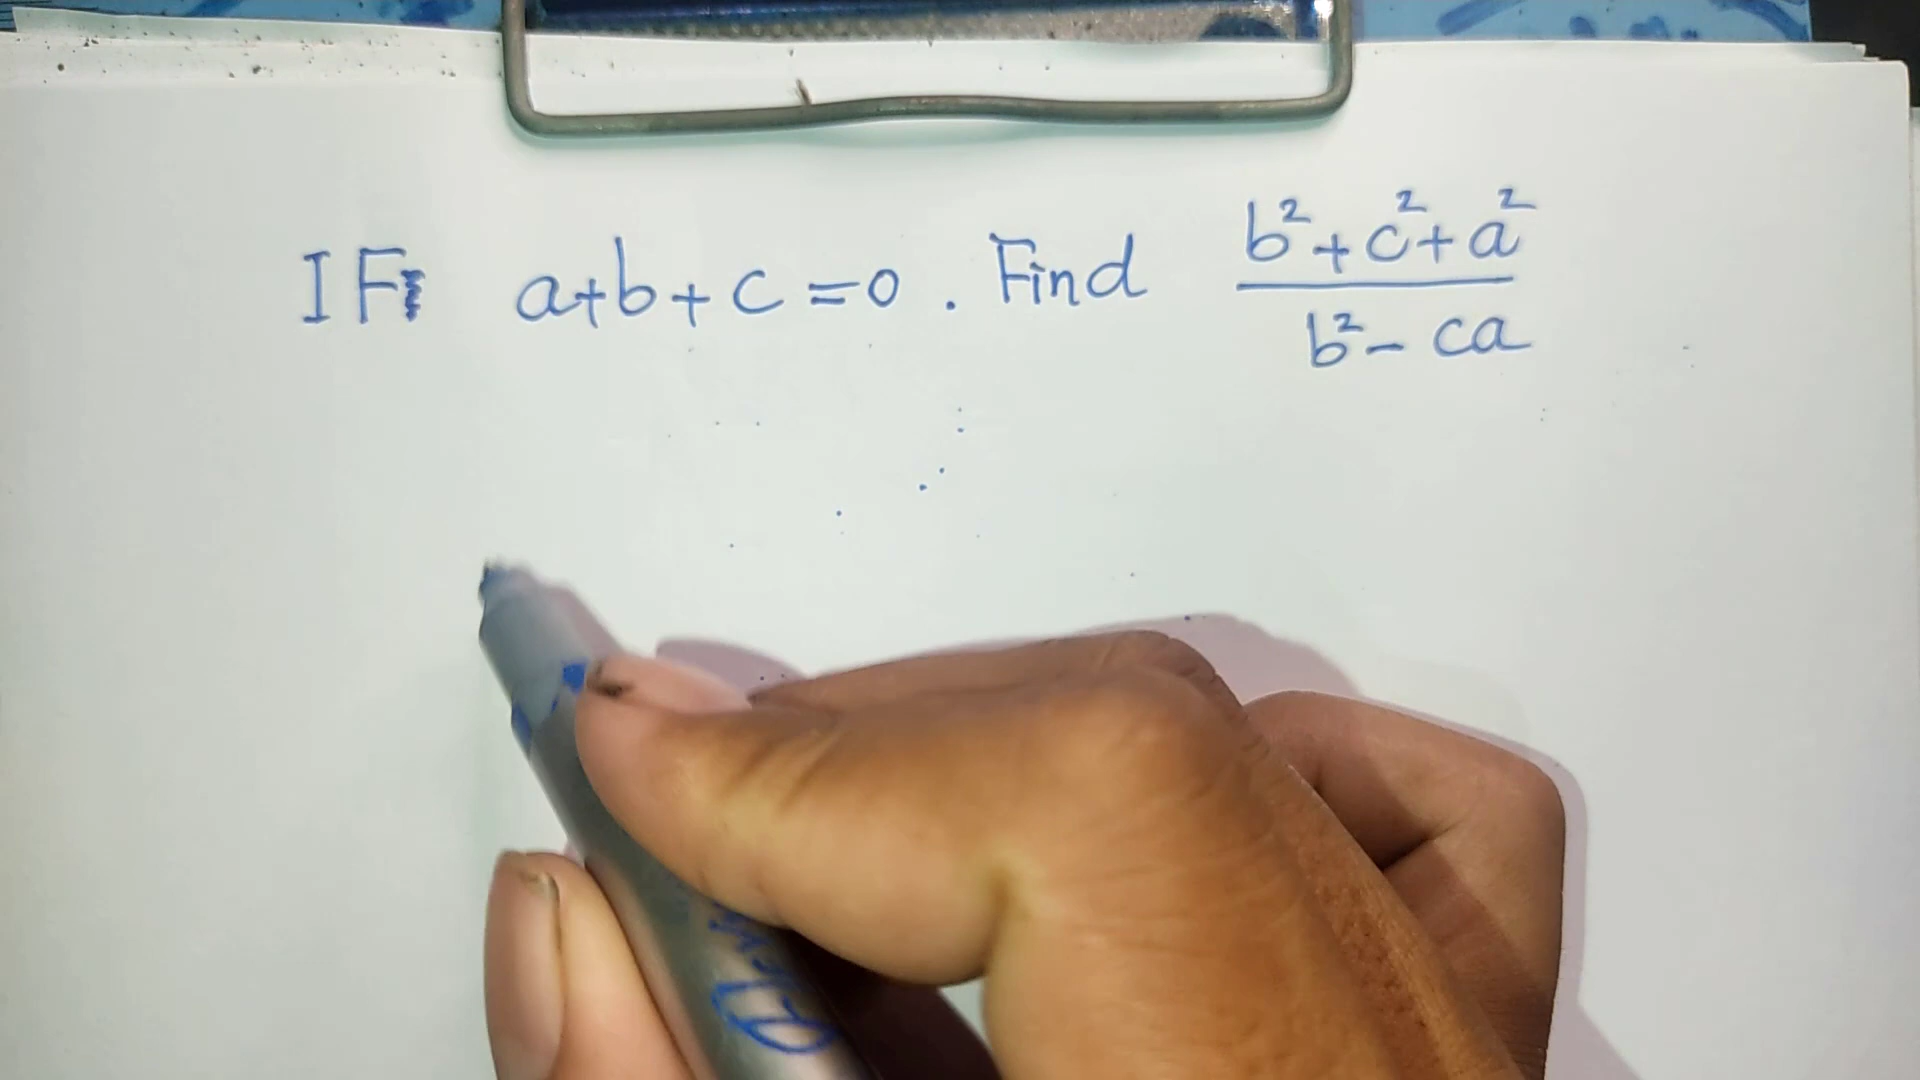 IF a+b+c=0. Find b²+c²+a² / b²-ca